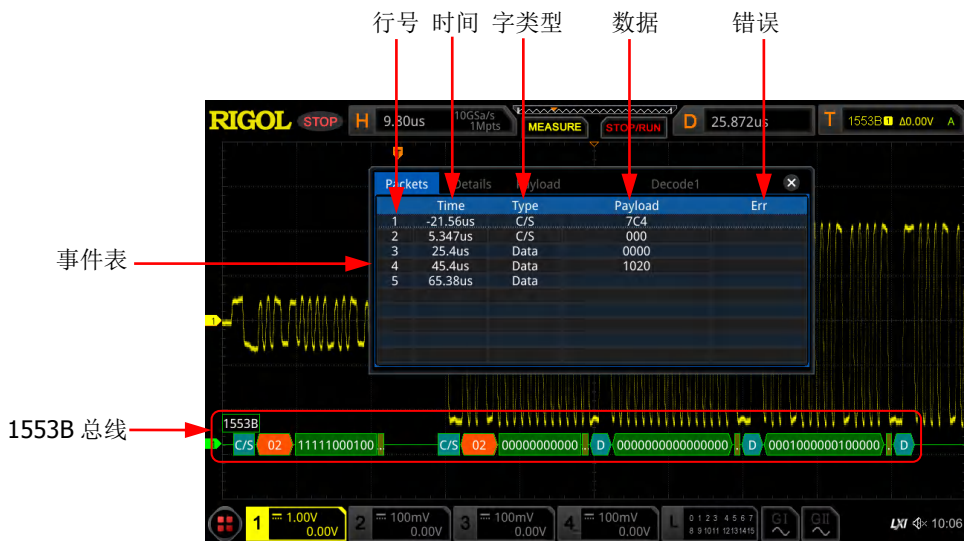 行号 时间 字类型 数据 错误
RIGOL STOP H 9.80us 10GSa/s 1Mpts MEASURE STOP/RUN D 25.872us T 1553B 1 Δ0.00V A
Packets Details Payload Decode1
Time Type Payload Err
1 -21.56us C/S 7C4
2 5.347us C/S 000
3 25.4us Data 0000
4 45.4us Data 1020
5 65.38us Data
事件表
1
1553B 总线
1553B
C/S 02 11111000100 . C/S 02 00000000000 . D 0000000000000000 . D 0001000000100000 . D
1 1.00V 0.00V 2 100mV 0.00V 3 100mV 0.00V 4 100mV 0.00V L 0 1 2 3 4 5 6 7 8 9 10 11 12 13 14 15 GI GII LXI 10:06